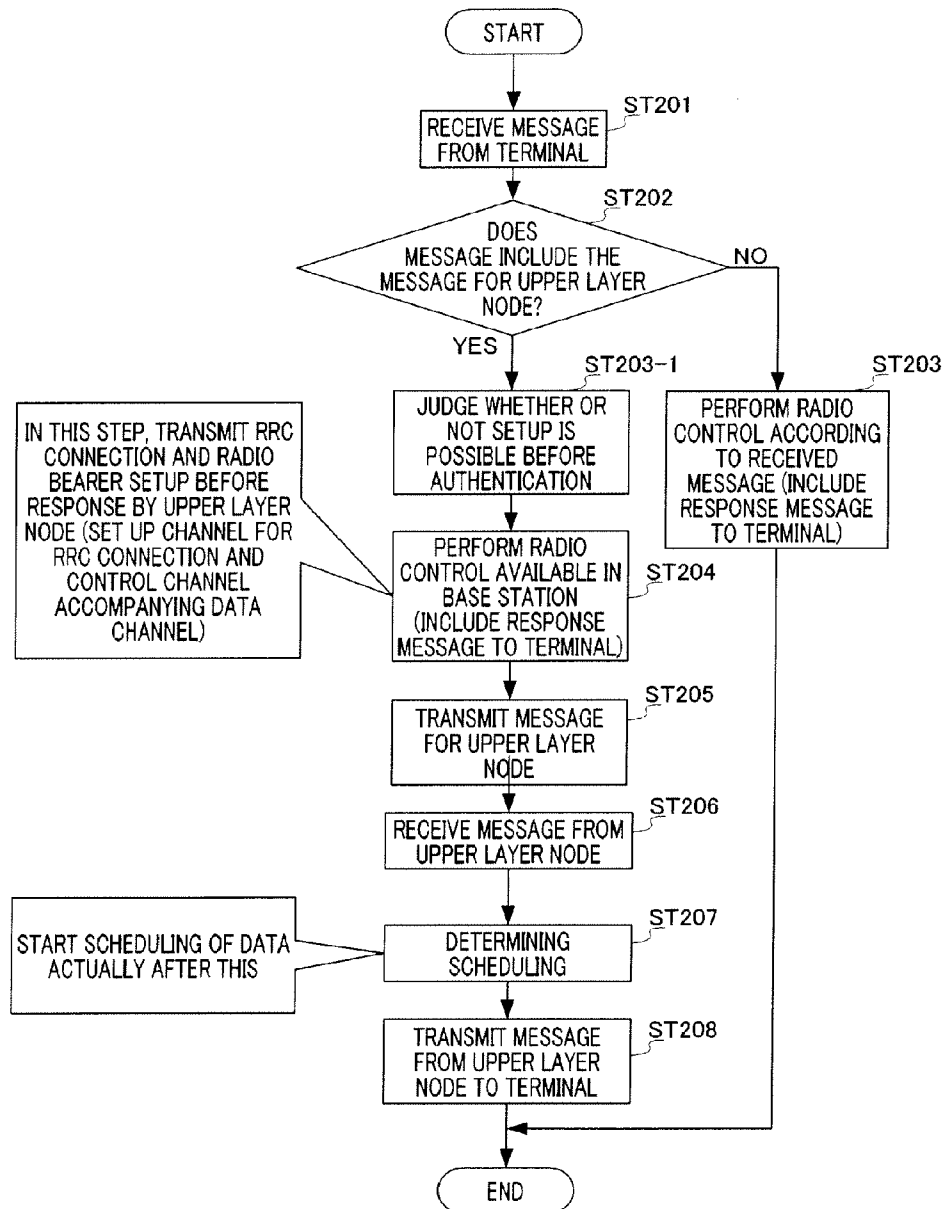 START
ST201
RECEIVE MESSAGE
FROM TERMINAL
ST202
DOES
MESSAGE INCLUDE THE
MESSAGE FOR UPPER LAYER
NODE?
NO
YES
ST203-1
JUDGE WHETHER OR
NOT SETUP IS
POSSIBLE BEFORE
AUTHENTICATION
ST203
PERFORM RADIO
CONTROL ACCORDING
TO RECEIVED
MESSAGE (INCLUDE
RESPONSE MESSAGE
TO TERMINAL)
IN THIS STEP, TRANSMIT RRC
CONNECTION AND RADIO
BEARER SETUP BEFORE
RESPONSE BY UPPER LAYER
NODE (SET UP CHANNEL FOR
RRC CONNECTION AND
CONTROL CHANNEL
ACCOMPANYING DATA
CHANNEL)
ST204
PERFORM RADIO
CONTROL AVAILABLE IN
BASE STATION
(INCLUDE RESPONSE
MESSAGE TO TERMINAL)
ST205
TRANSMIT MESSAGE
FOR UPPER LAYER
NODE
ST206
RECEIVE MESSAGE FROM
UPPER LAYER NODE
ST207
DETERMINING
SCHEDULING
START SCHEDULING OF DATA
ACTUALLY AFTER THIS
ST208
TRANSMIT MESSAGE
FROM UPPER LAYER
NODE TO TERMINAL
END